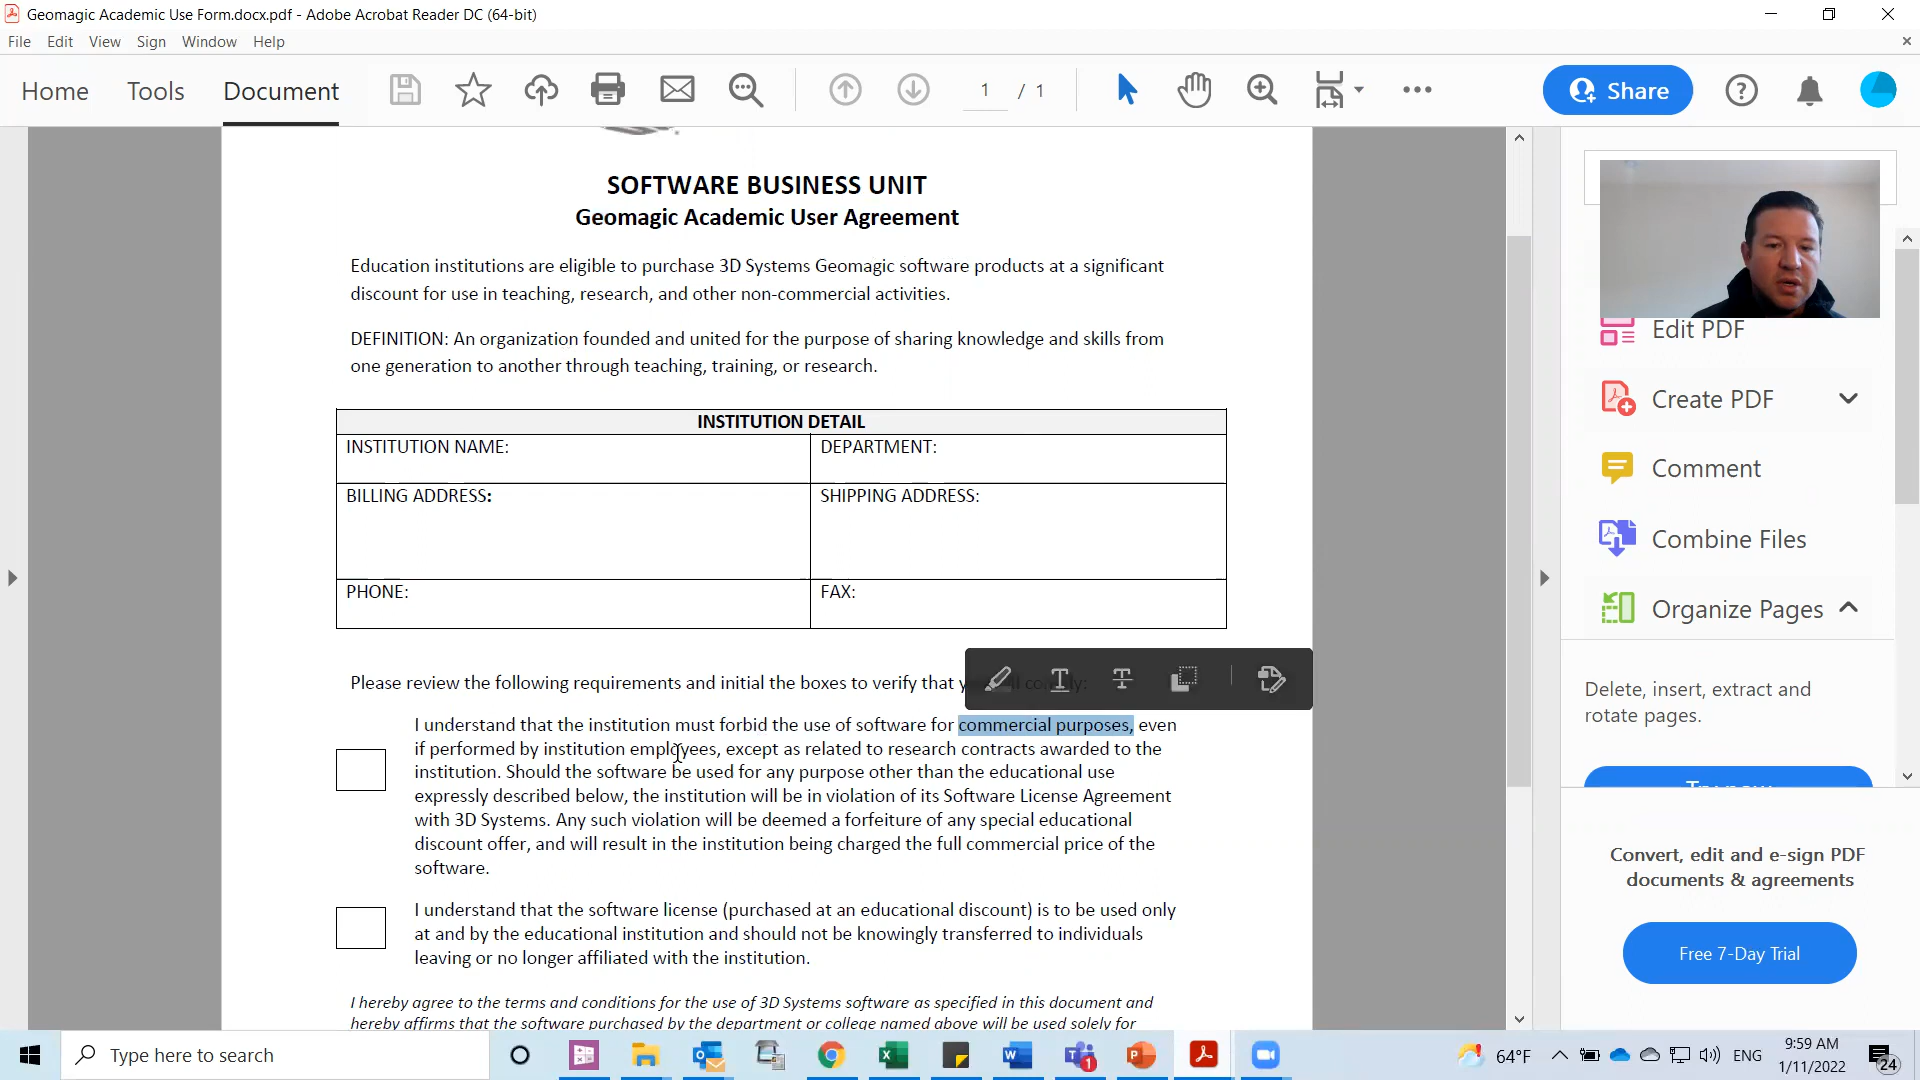 Geomagic Academic Use Form.docx.pdf - Adobe Acrobat Reader DC (64-bit)
File Edit View Sign Window Help
Home Tools Document 1 / 1 Share
SOFTWARE BUSINESS UNIT
Geomagic Academic User Agreement
Education institutions are eligible to purchase 3D Systems Geomagic software products at a significant
discount for use in teaching, research, and other non-commercial activities.
DEFINITION: An organization founded and united for the purpose of sharing knowledge and skills from
one generation to another through teaching, training, or research.
INSTITUTION DETAIL
INSTITUTION NAME: DEPARTMENT:
BILLING ADDRESS: SHIPPING ADDRESS:
PHONE: FAX:
Please review the following requirements and initial the boxes to verify that
I understand that the institution must forbid the use of software for commercial purposes, even
if performed by institution employees, except as related to research contracts awarded to the
institution. Should the software be used for any purpose other than the educational use
expressly described below, the institution will be in violation of its Software License Agreement
with 3D Systems. Any such violation will be deemed a forfeiture of any special educational
discount offer, and will result in the institution being charged the full commercial price of the
software.
I understand that the software license (purchased at an educational discount) is to be used only
at and by the educational institution and should not be knowingly transferred to individuals
leaving or no longer affiliated with the institution.
I hereby agree to the terms and conditions for the use of 3D Systems software as specified in this document and
hereby affirms that the software purchased by the department or college named above will be used solely for
Edit PDF
Create PDF
Comment
Combine Files
Organize Pages
Delete, insert, extract and
rotate pages.
Convert, edit and e-sign PDF
documents & agreements
Free 7-Day Trial
Type here to search
1
64°F
ENG
9:59 AM
1/11/2022
24